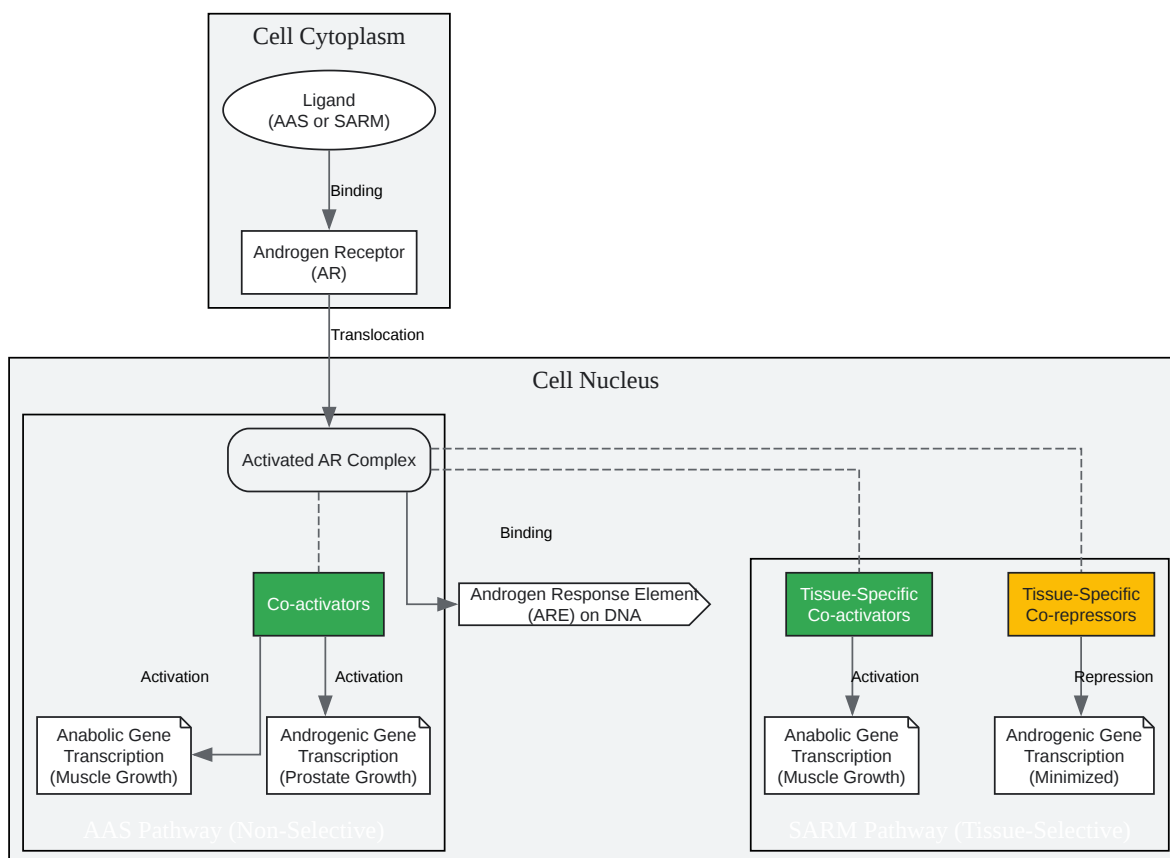 Cell Cytoplasm
Ligand
(AAS or SARM)
Binding
Androgen Receptor
(AR)
Translocation
Cell Nucleus
Activated AR Complex
Binding
Co-activators
Androgen Response Element
(ARE) on DNA
Tissue-Specific
Co-activators
Tissue-Specific
Co-repressors
Activation
Activation
Activation
Repression
Anabolic Gene
Transcription
(Muscle Growth)
Androgenic Gene
Transcription
(Prostate Growth)
Anabolic Gene
Transcription
(Muscle Growth)
Androgenic Gene
Transcription
(Minimized)
AAS Pathway (Non-Selective)
SARM Pathway (Tissue-Selective)